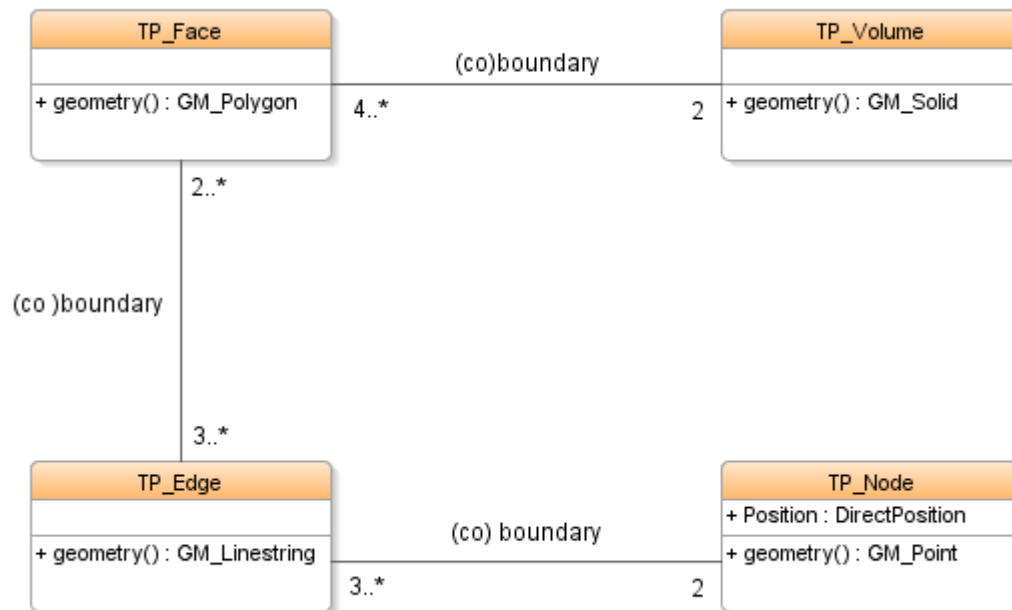 TP_Face
+ geometry() : GM_Polygon
(co)boundary
4..*
2
TP_Volume
+ geometry() : GM_Solid
2..*
(co )boundary
3..*
TP_Edge
+ geometry() : GM_Linestring
(co) boundary
3..*
2
TP_Node
+ Position : DirectPosition
+ geometry() : GM_Point